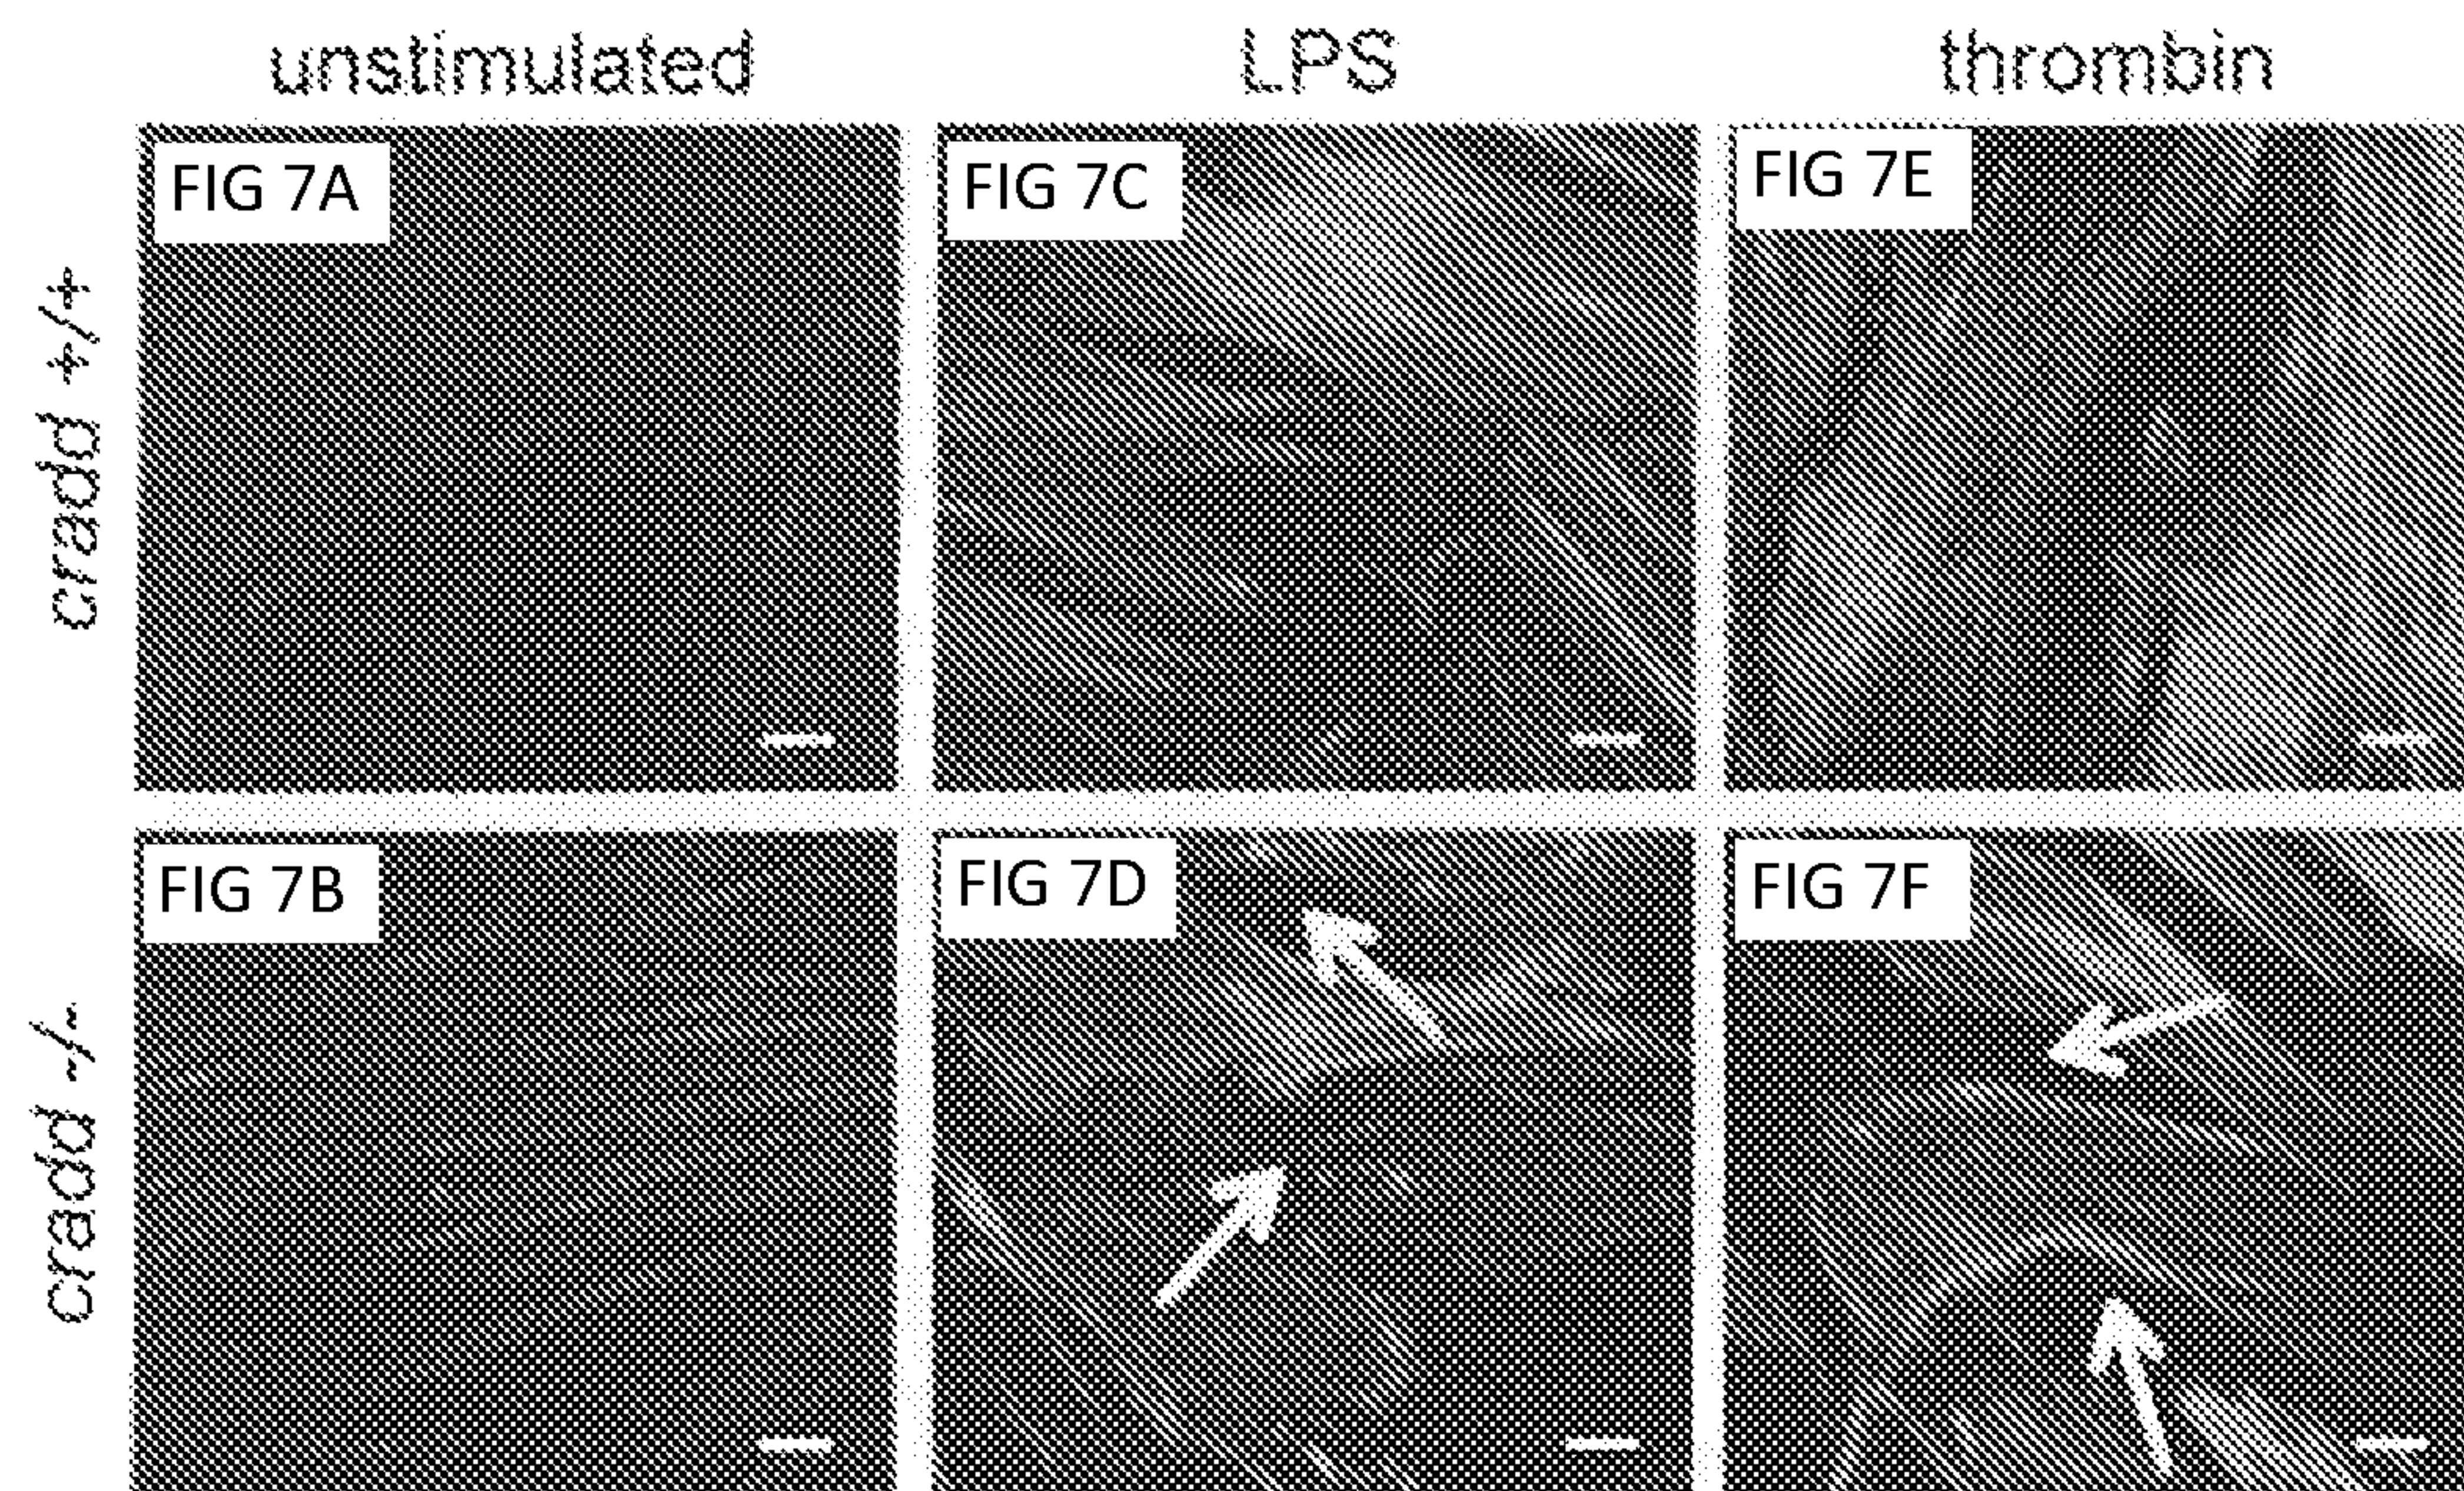 unstimulated LPS thrombin
cradd +/+
FIG 7A FIG 7C FIG 7E
cradd -/-
FIG 7B FIG 7D FIG 7F